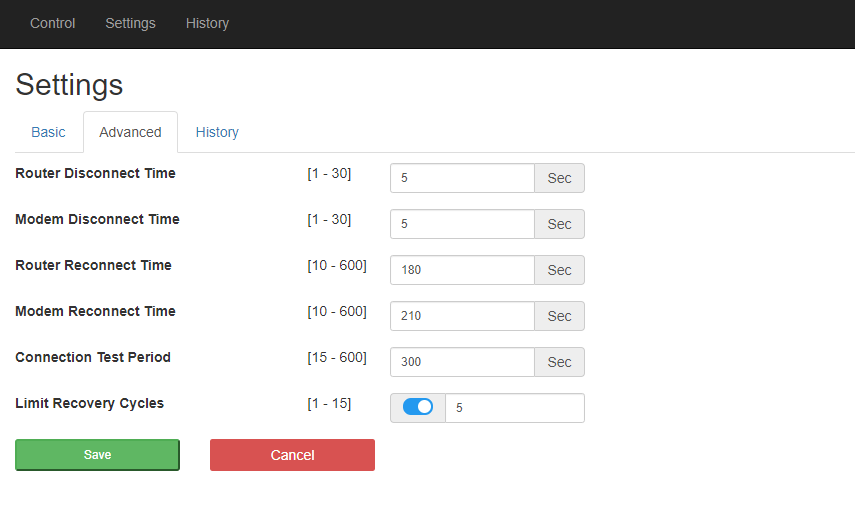 Control Settings History
Settings
Basic Advanced History
Router Disconnect Time [1 - 30] 5 Sec
Modem Disconnect Time [1 - 30] 5 Sec
Router Reconnect Time [10 - 600] 180 Sec
Modem Reconnect Time [10 - 600] 210 Sec
Connection Test Period [15 - 600] 300 Sec
Limit Recovery Cycles [1 - 15] 5
Save Cancel